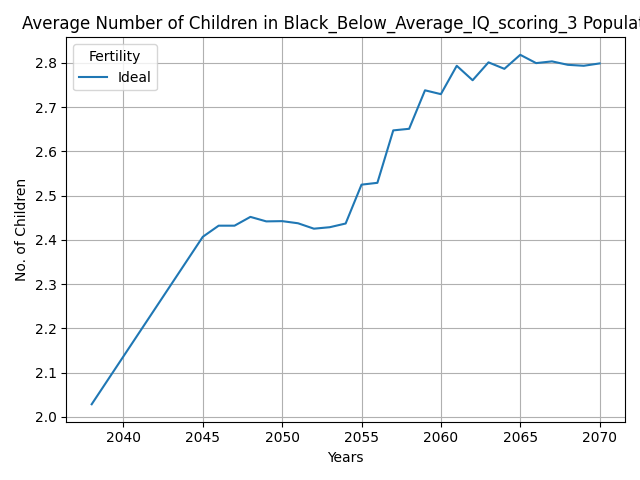 Average Number of Children in Black_Below_Average_IQ_scoring_3 Populat
Fertility
Ideal
2.8
2.7
2.6
2.5
2.4
2.3
2.2
2.1
2.0
No. of Children
2040 2045 2050 2055 2060 2065 2070
Years